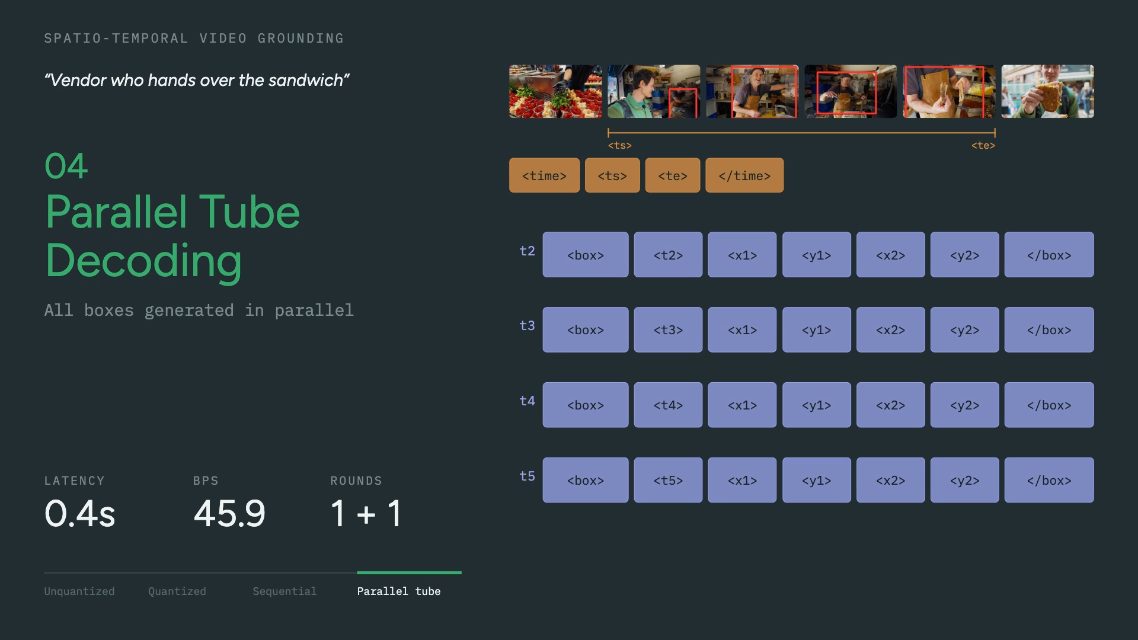 SPATIO-TEMPORAL VIDEO GROUNDING
“Vendor who hands over the sandwich”
04
Parallel Tube
Decoding
All boxes generated in parallel
LATENCY BPS ROUNDS
0.4s 45.9 1 + 1
Unquantized Quantized Sequential Parallel tube
<ts> <te>
<time> <ts> <te> </time>
t2 <box> <t2> <x1> <y1> <x2> <y2> </box>
t3 <box> <t3> <x1> <y1> <x2> <y2> </box>
t4 <box> <t4> <x1> <y1> <x2> <y2> </box>
t5 <box> <t5> <x1> <y1> <x2> <y2> </box>